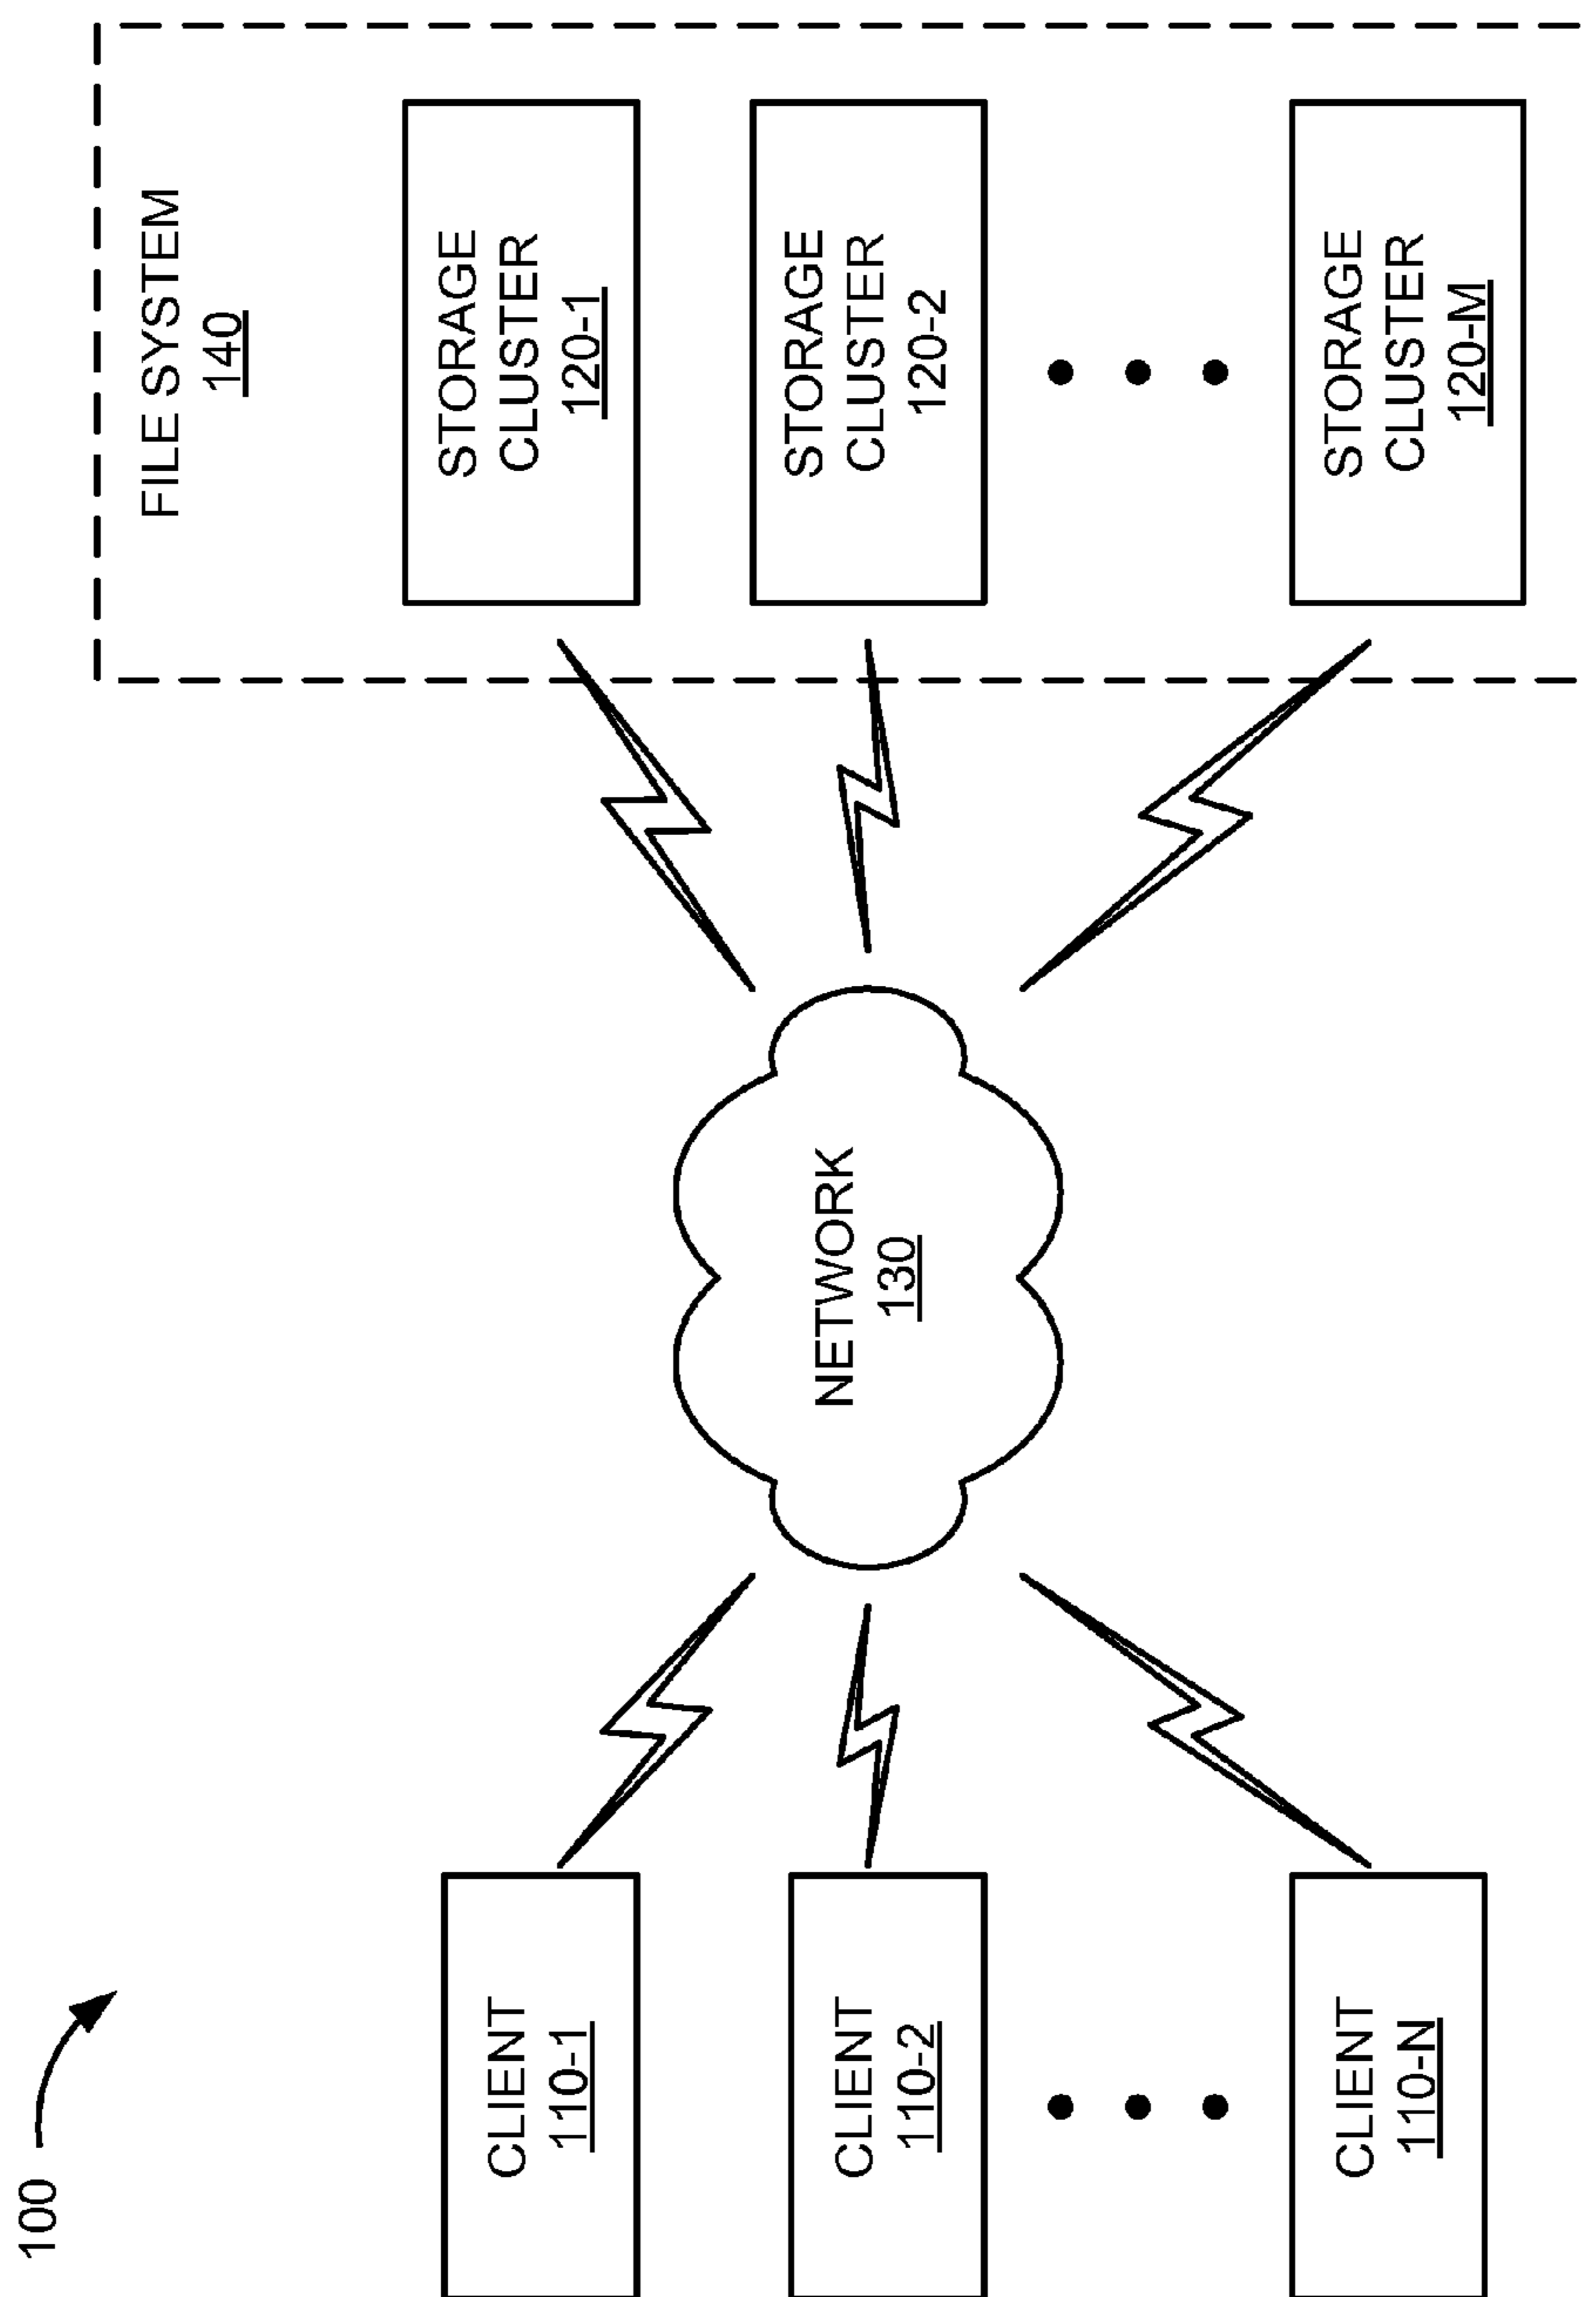 100
CLIENT
110-1
CLIENT
110-2
CLIENT
110-N
NETWORK
130
FILE SYSTEM
140
STORAGE
CLUSTER
120-1
STORAGE
CLUSTER
120-2
STORAGE
CLUSTER
120-M